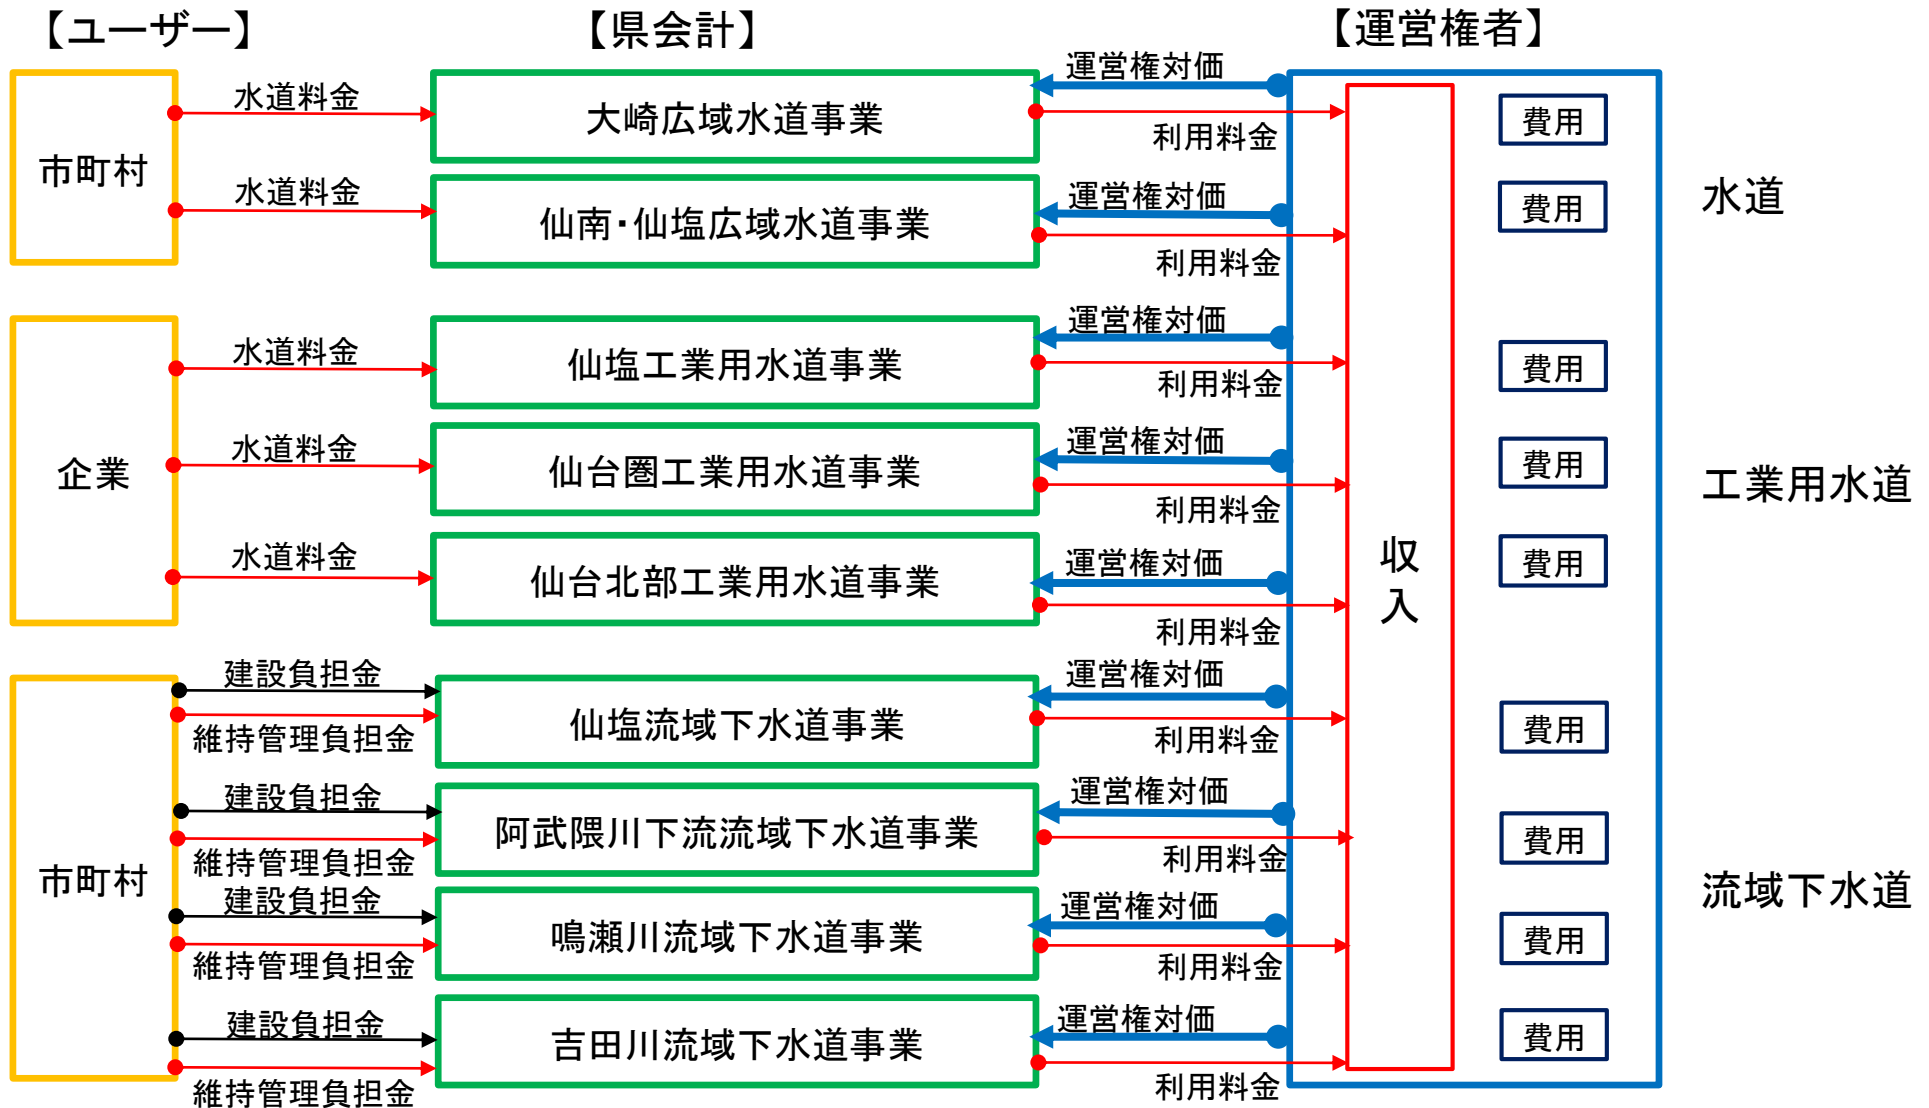 【ユーザー】
【県会計】
【運営権者】
市町村
水道料金
大崎広域水道事業
運営権対価
利用料金
費用
水道料金
仙南・仙塩広域水道事業
運営権対価
利用料金
費用
水道
企業
水道料金
仙塩工業用水道事業
運営権対価
利用料金
費用
水道料金
仙台圏工業用水道事業
運営権対価
利用料金
費用
工業用水道
水道料金
仙台北部工業用水道事業
運営権対価
利用料金
費用
収
入
市町村
建設負担金
維持管理負担金
仙塩流域下水道事業
運営権対価
利用料金
費用
建設負担金
維持管理負担金
阿武隈川下流流域下水道事業
運営権対価
利用料金
費用
流域下水道
建設負担金
維持管理負担金
鳴瀬川流域下水道事業
運営権対価
利用料金
費用
建設負担金
維持管理負担金
吉田川流域下水道事業
運営権対価
利用料金
費用